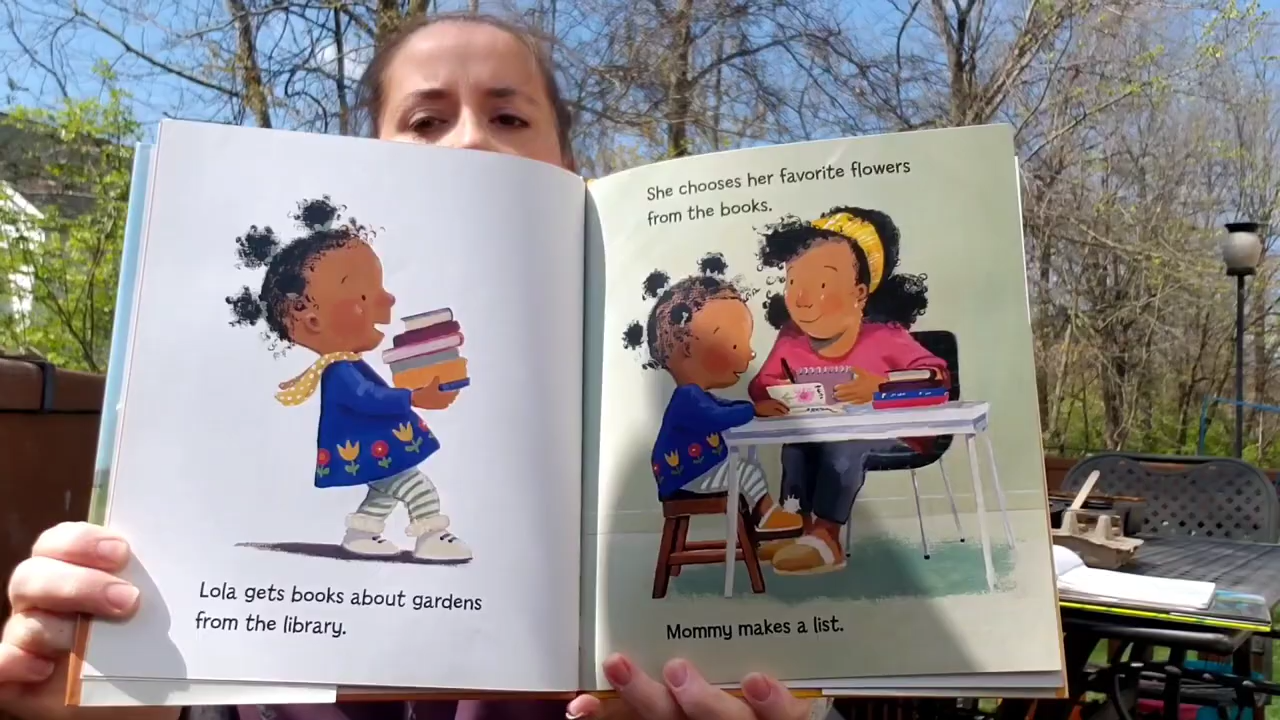 Lola gets books about gardens
from the library.
She chooses her favorite flowers
from the books.
Mommy makes a list.